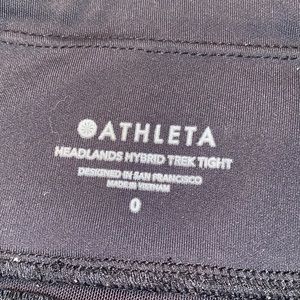 ATHLETA
HEADLANDS HYBRID TREK TIGHT
DESIGNED IN SAN FRANCISCO
MADE IN VIETNAM
0